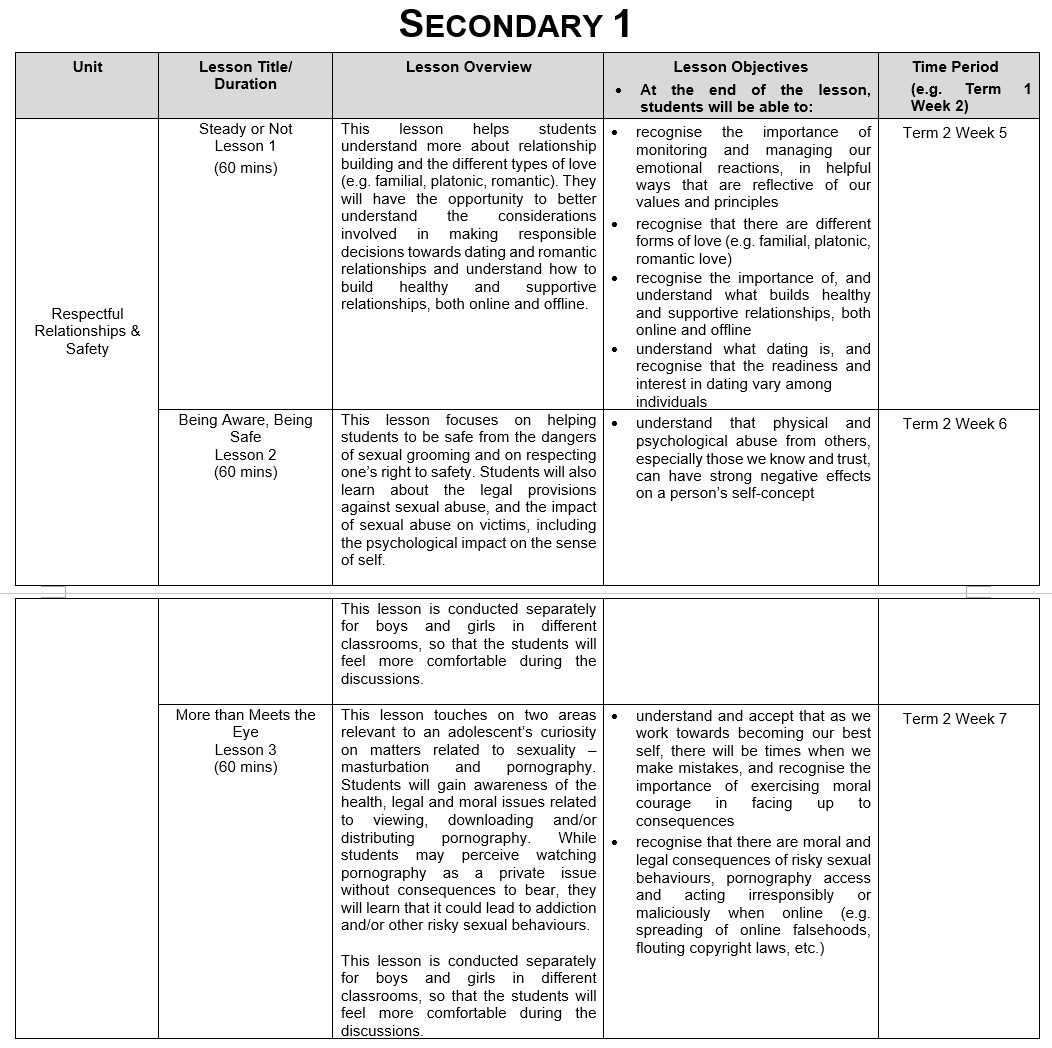 SECONDARY 1
Unit
Lesson Title/
Duration
Lesson Overview
Lesson Objectives
• At the end of the lesson,
students will be able to:
Time Period
(e.g. Term 1
Week 2)
Respectful
Relationships &
Safety
Steady or Not
Lesson 1
(60 mins)
This lesson helps students
understand more about relationship
building and the different types of love
(e.g. familial, platonic, romantic). They
will have the opportunity to better
understand the considerations
involved in making responsible
decisions towards dating and romantic
relationships and understand how to
build healthy and supportive
relationships, both online and offline.
• recognise the importance of
monitoring and managing our
emotional reactions, in helpful
ways that are reflective of our
values and principles
• recognise that there are different
forms of love (e.g. familial, platonic,
romantic love)
• recognise the importance of, and
understand what builds healthy
and supportive relationships, both
online and offline
• understand what dating is, and
recognise that the readiness and
interest in dating vary among
individuals
Term 2 Week 5
Being Aware, Being
Safe
Lesson 2
(60 mins)
This lesson focuses on helping
students to be safe from the dangers
of sexual grooming and on respecting
one’s right to safety. Students will also
learn about the legal provisions
against sexual abuse, and the impact
of sexual abuse on victims, including
the psychological impact on the sense
of self.
• understand that physical and
psychological abuse from others,
especially those we know and trust,
can have strong negative effects
on a person’s self-concept
Term 2 Week 6
This lesson is conducted separately
for boys and girls in different
classrooms, so that the students will
feel more comfortable during the
discussions.
More than Meets the
Eye
Lesson 3
(60 mins)
This lesson touches on two areas
relevant to an adolescent’s curiosity
on matters related to sexuality –
masturbation and pornography.
Students will gain awareness of the
health, legal and moral issues related
to viewing, downloading and/or
distributing pornography. While
students may perceive watching
pornography as a private issue
without consequences to bear, they
will learn that it could lead to addiction
and/or other risky sexual behaviours.
This lesson is conducted separately
for boys and girls in different
classrooms, so that the students will
feel more comfortable during the
discussions.
• understand and accept that as we
work towards becoming our best
self, there will be times when we
make mistakes, and recognise the
importance of exercising moral
courage in facing up to
consequences
• recognise that there are moral and
legal consequences of risky sexual
behaviours, pornography access
and acting irresponsibly or
maliciously when online (e.g.
spreading of online falsehoods,
flouting copyright laws, etc.)
Term 2 Week 7